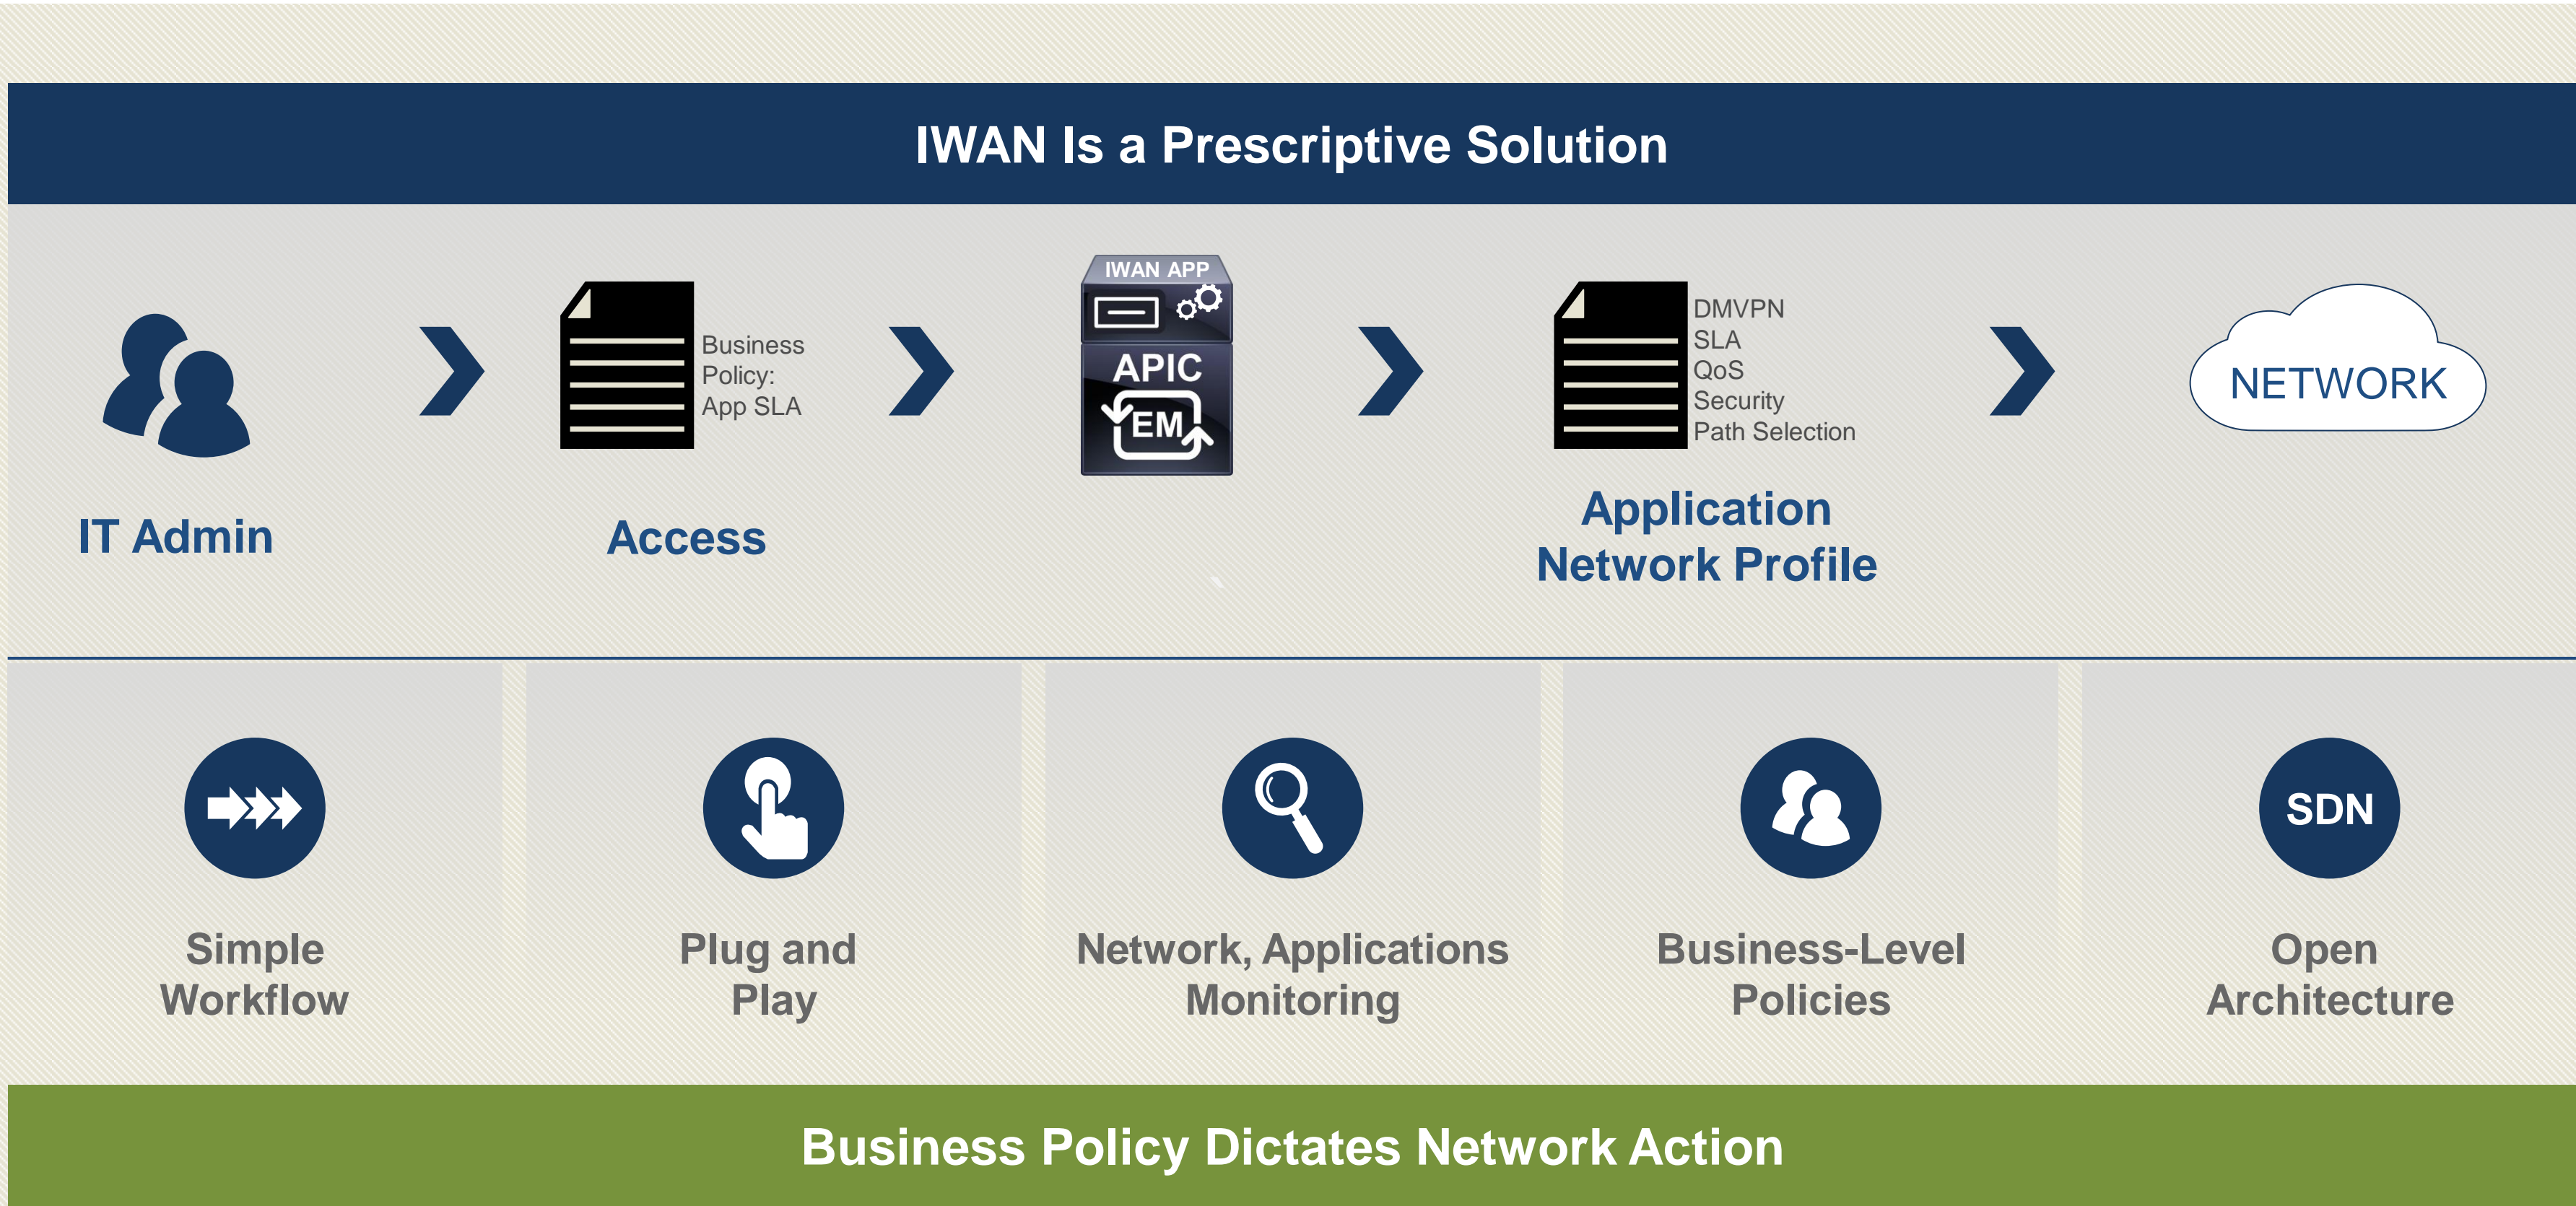 IWAN Is a Prescriptive Solution
IT Admin
Business
Policy:
App SLA
Access
IWAN APP
APIC
EM
DMVPN
SLA
QoS
Security
Path Selection
Application
Network Profile
NETWORK
Simple
Workflow
Plug and
Play
Network, Applications
Monitoring
Business-Level
Policies
SDN
Open
Architecture
Business Policy Dictates Network Action